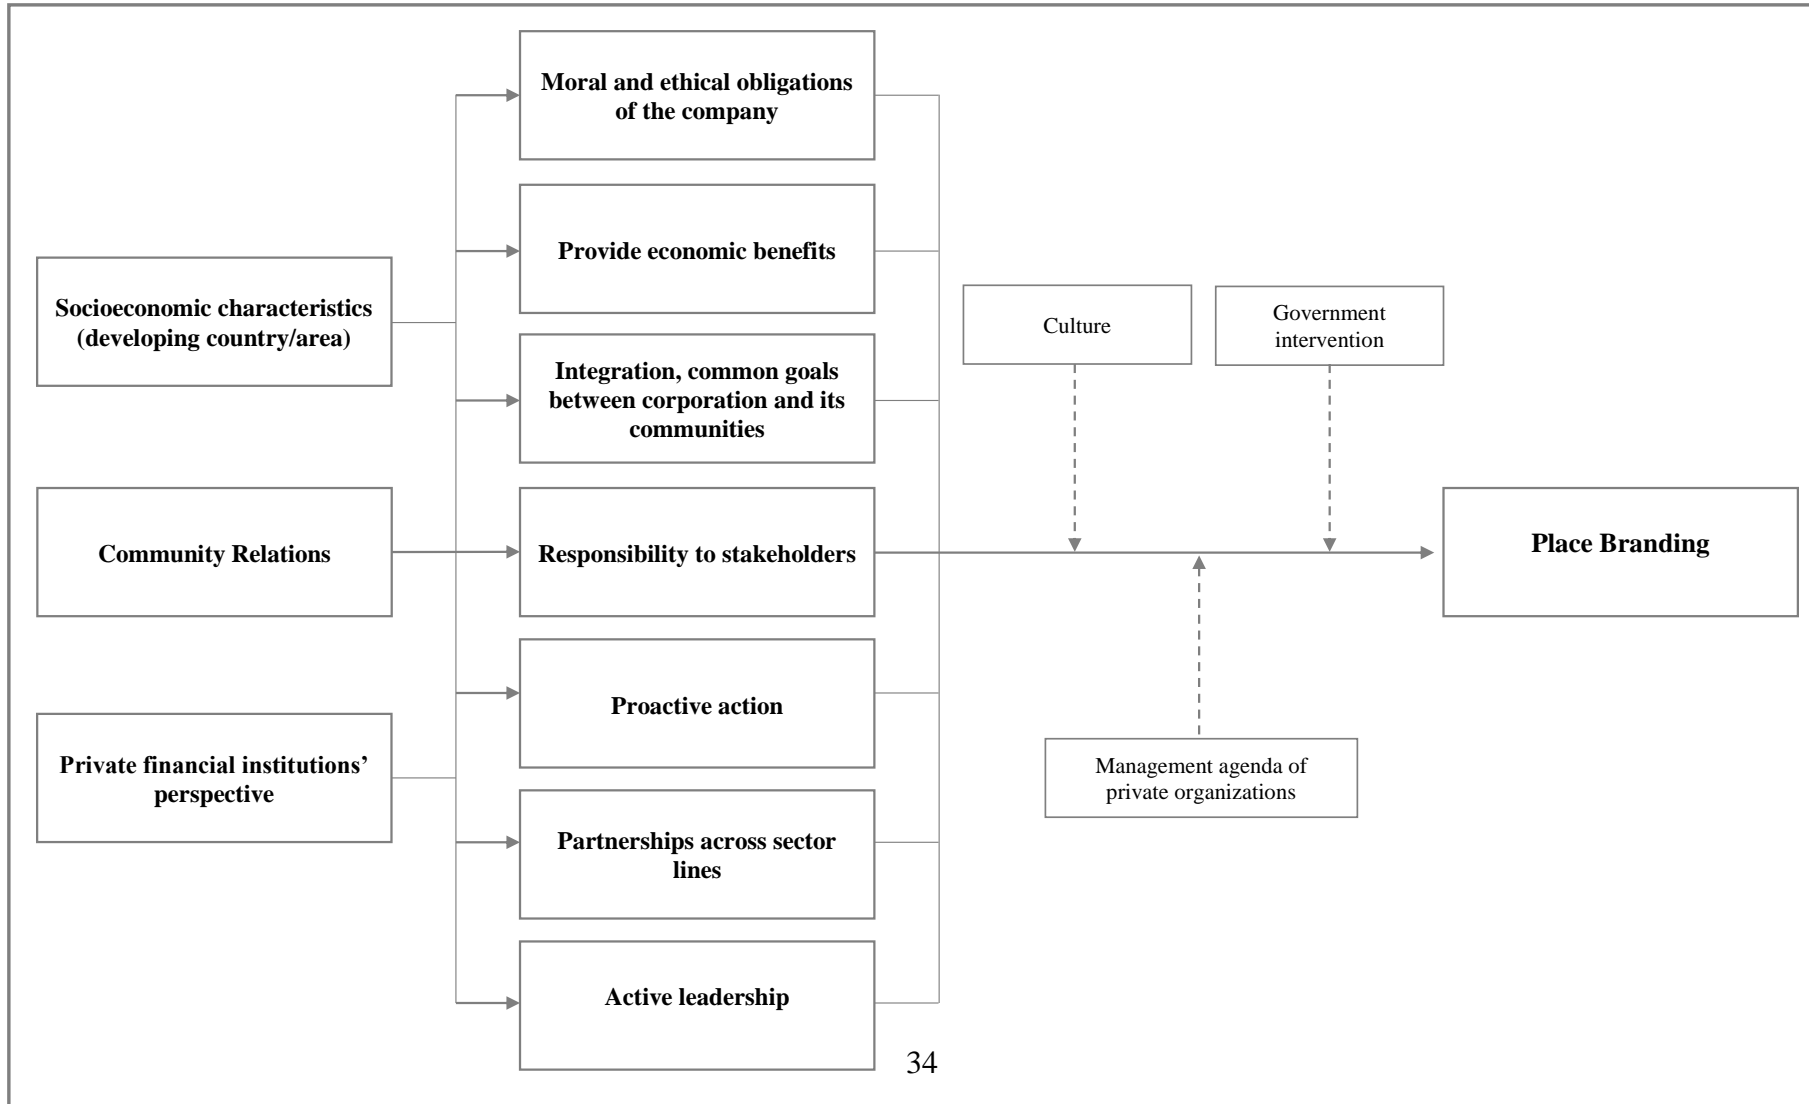 Moral and ethical obligations
of the company
Provide economic benefits
Socioeconomic characteristics
(developing country/area)
Integration, common goals
between corporation and its
communities
Culture
Government
intervention
Community Relations
Responsibility to stakeholders
Place Branding
Proactive action
Private financial institutions’
perspective
Management agenda of
private organizations
Partnerships across sector
lines
Active leadership
34